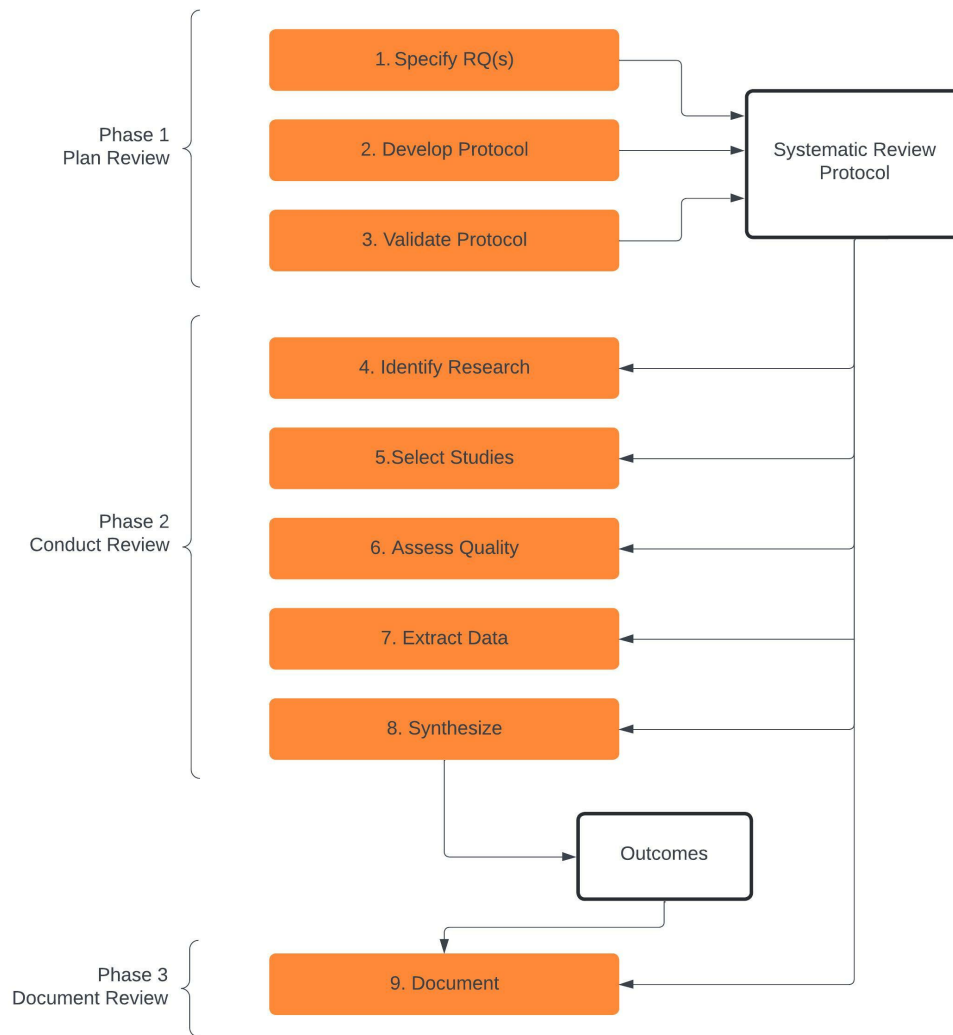 1. Specify RQ(s)
Phase 1
Plan Review
2. Develop Protocol
Systematic Review
Protocol
3. Validate Protocol
4. Identify Research
5.Select Studies
Phase 2
Conduct Review
6. Assess Quality
7. Extract Data
8. Synthesize
Outcomes
Phase 3
Document Review
9. Document